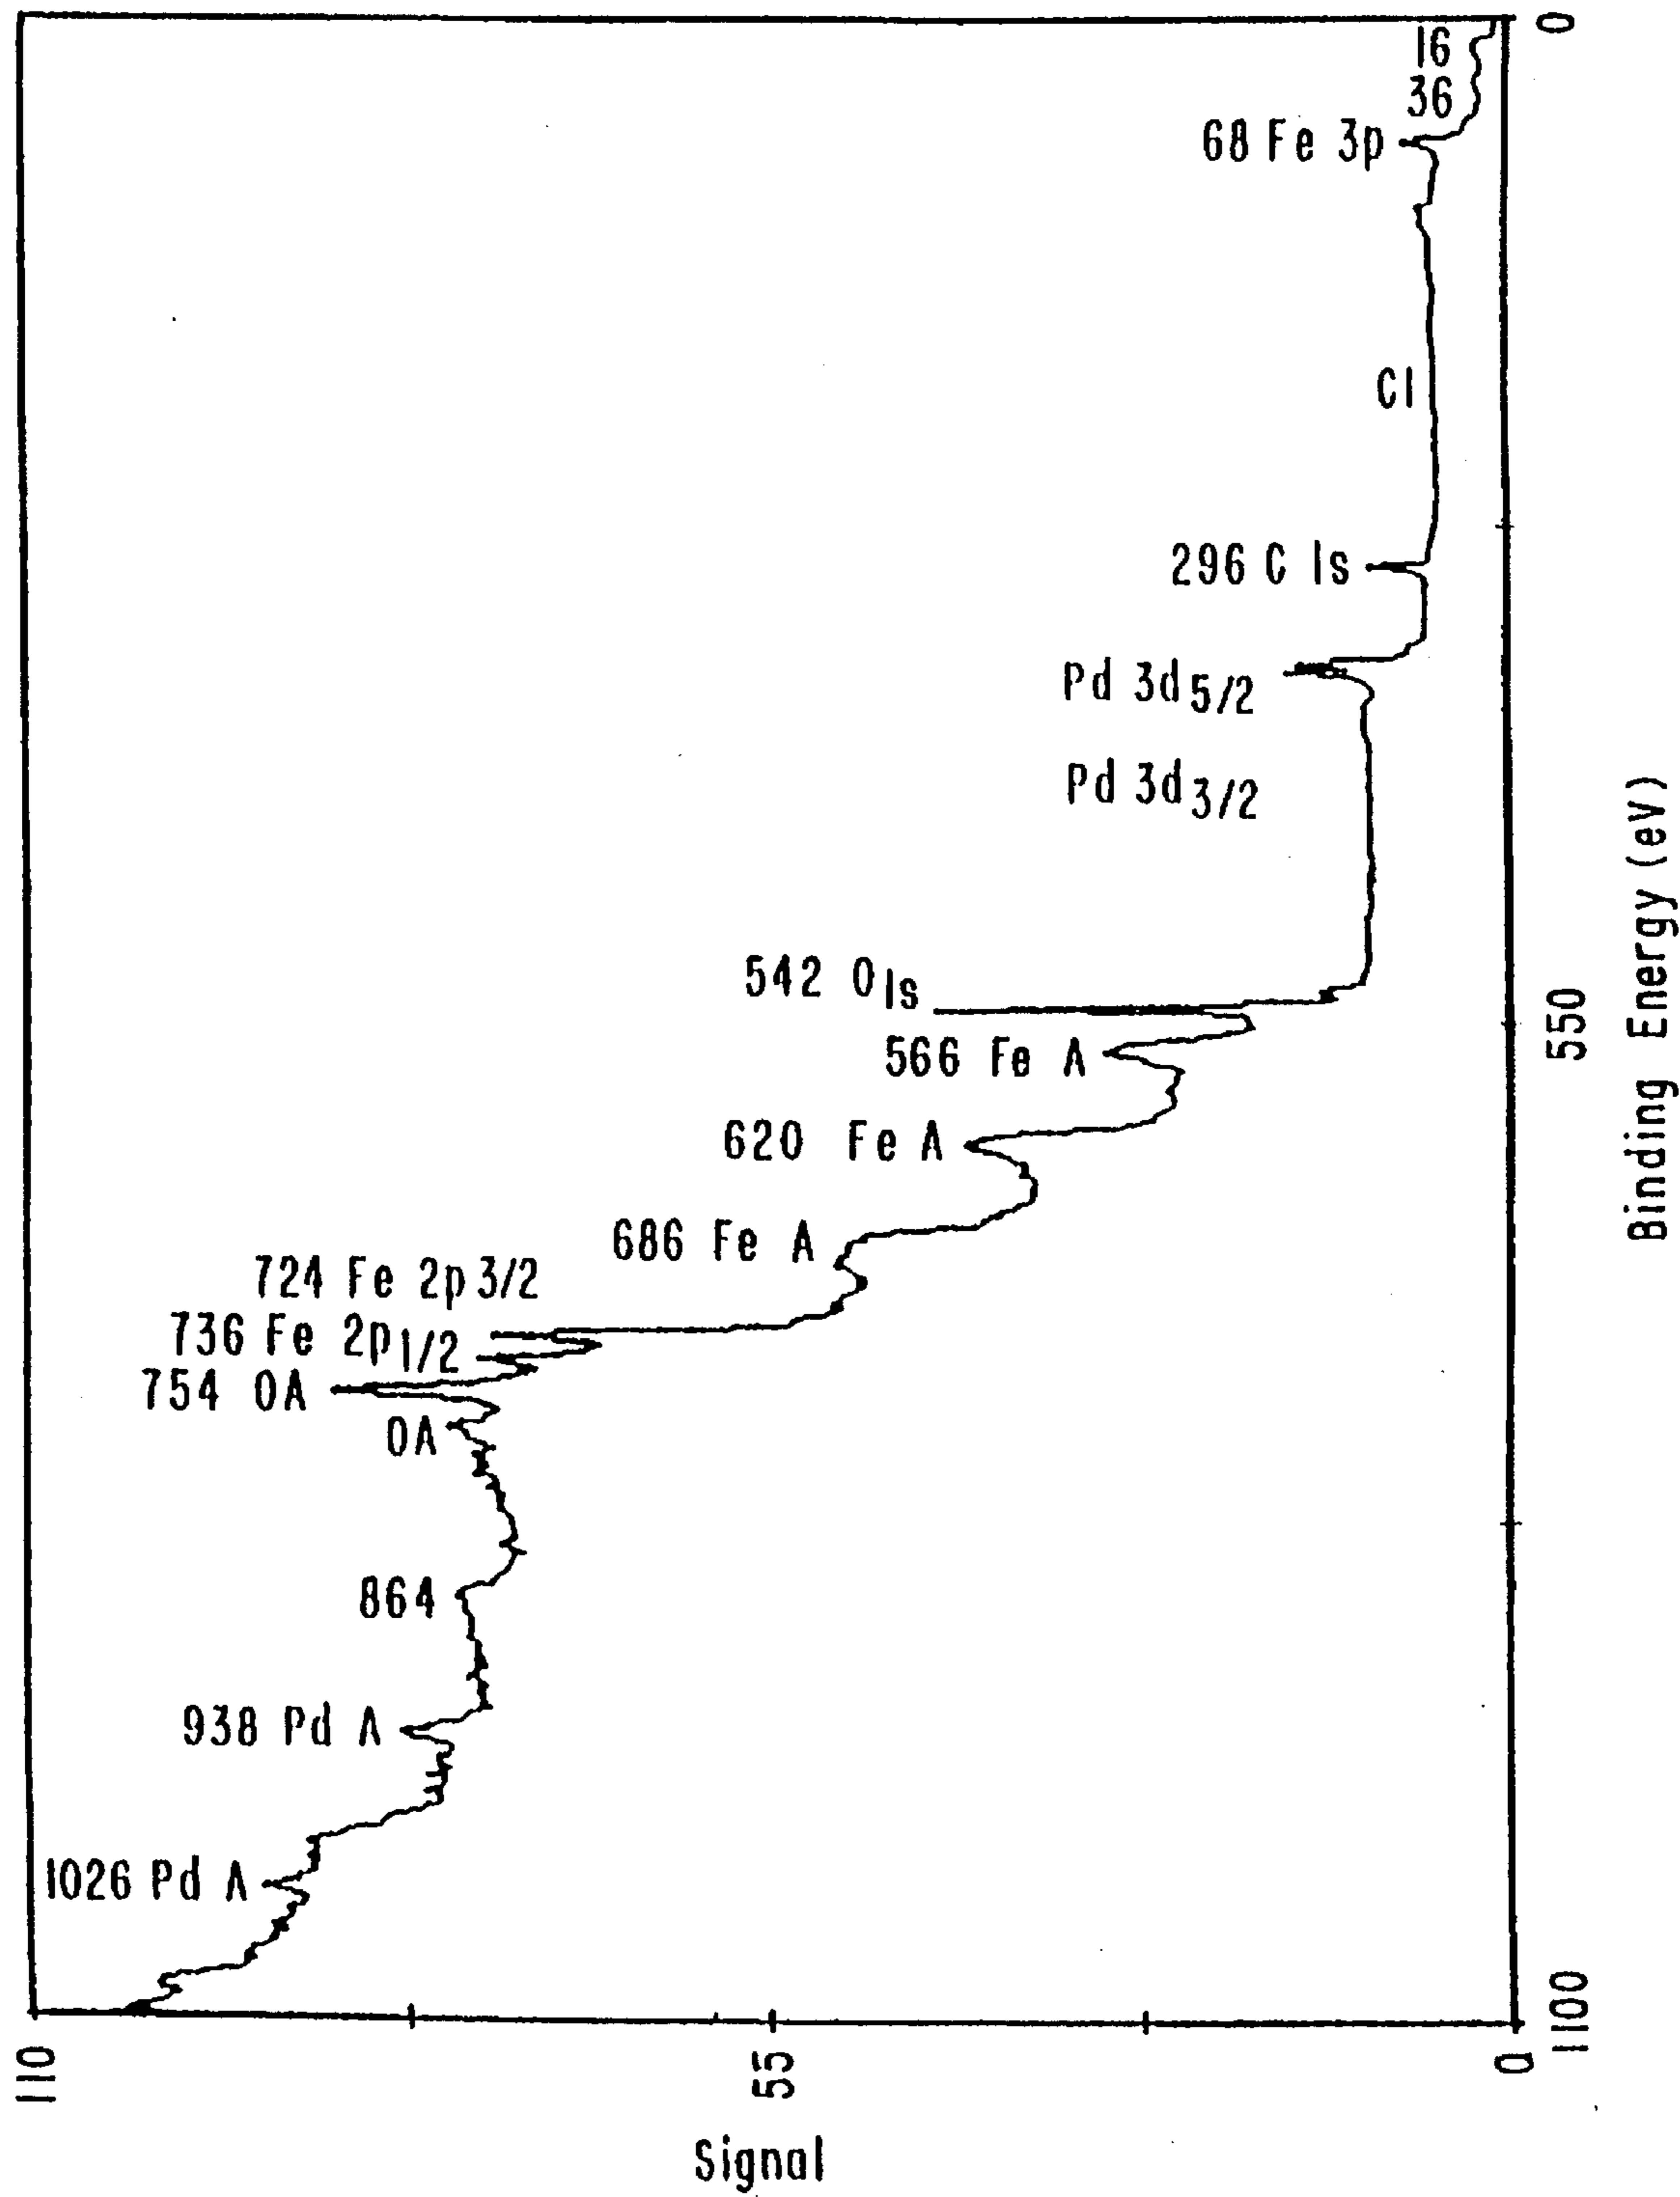 110
55
0
Signal
1026 Pd A
938 Pd A
864
OA
754 OA
736 Fe 2p1/2
724 Fe 2p 3/2
686 Fe A
620 Fe A
566 Fe A
542 O1s
Pd 3d3/2
Pd 3d5/2
296 C 1s
Cl
68 Fe 3p
36
16
1100
550
0
Binding Energy (eV)